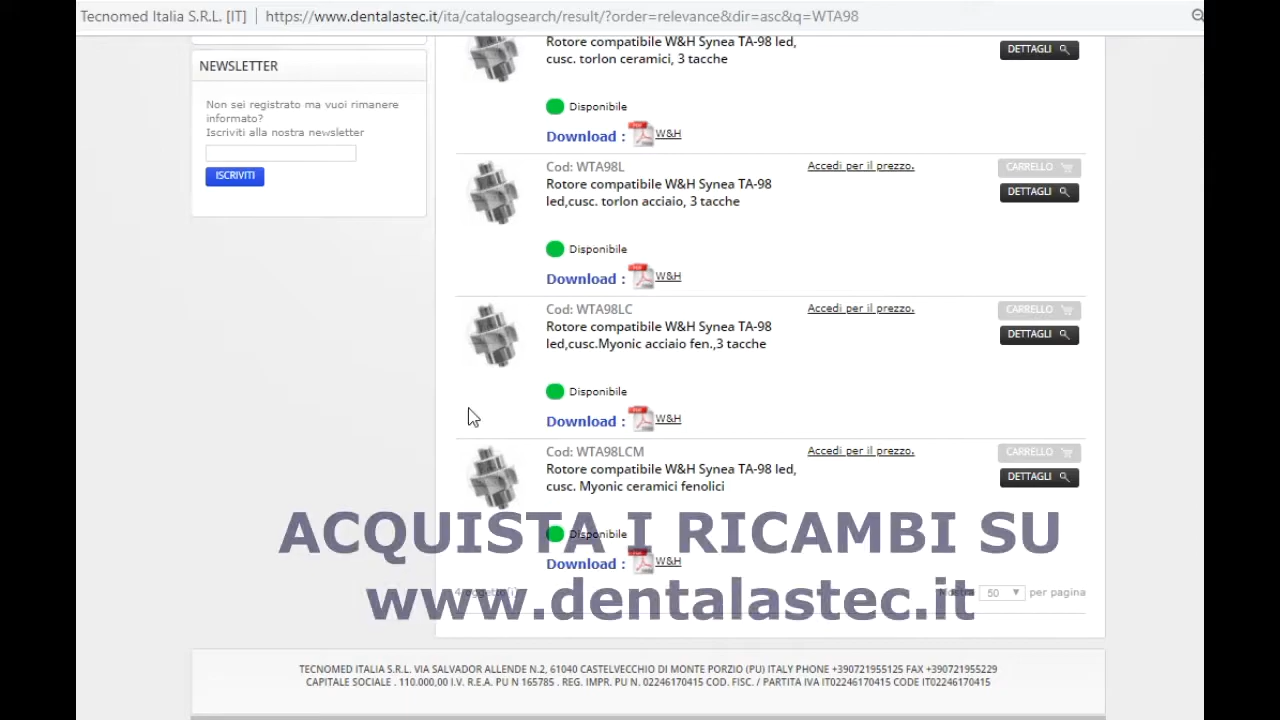 Tecnomed Italia S.R.L. [IT] https://www.dentalastec.it/ita/catalogsearch/result/?order=relevance&dir=asc&q=WTA98
NEWSLETTER
Non sei registrato ma vuoi rimanere
informato?
Iscriviti alla nostra newsletter
ISCRIVITI
Rotore compatibile W&H Synea TA-98 led,
cusc. torlon ceramici, 3 tacche
DETTAGLI
Disponibile
Download : W&H
Cod: WTA98L
Accedi per il prezzo.
CARRELLO
Rotore compatibile W&H Synea TA-98
led,cusc. torlon acciaio, 3 tacche
DETTAGLI
Disponibile
Download : W&H
Cod: WTA98LC
Accedi per il prezzo.
CARRELLO
Rotore compatibile W&H Synea TA-98
led,cusc.Myonic acciaio fen.,3 tacche
DETTAGLI
Disponibile
Download : W&H
Cod: WTA98LCM
Accedi per il prezzo.
CARRELLO
Rotore compatibile W&H Synea TA-98 led,
cusc. Myonic ceramici fenolici
DETTAGLI
ACQUISTA I RICAMBI SU
Disponibile
Download : W&H
www.dentalastec.it
4 oggetto(i)
Mostra 50 per pagina
TECNOMED ITALIA S.R.L. VIA SALVADOR ALLENDE N.2, 61040 CASTELVECCHIO DI MONTE PORZIO (PU) ITALY PHONE +390721955125 FAX +390721955229
CAPITALE SOCIALE . 110.000,00 I.V. R.E.A. PU N 165785 . REG. IMPR. PU N. 02246170415 COD. FISC. / PARTITA IVA IT02246170415 CODE IT02246170415